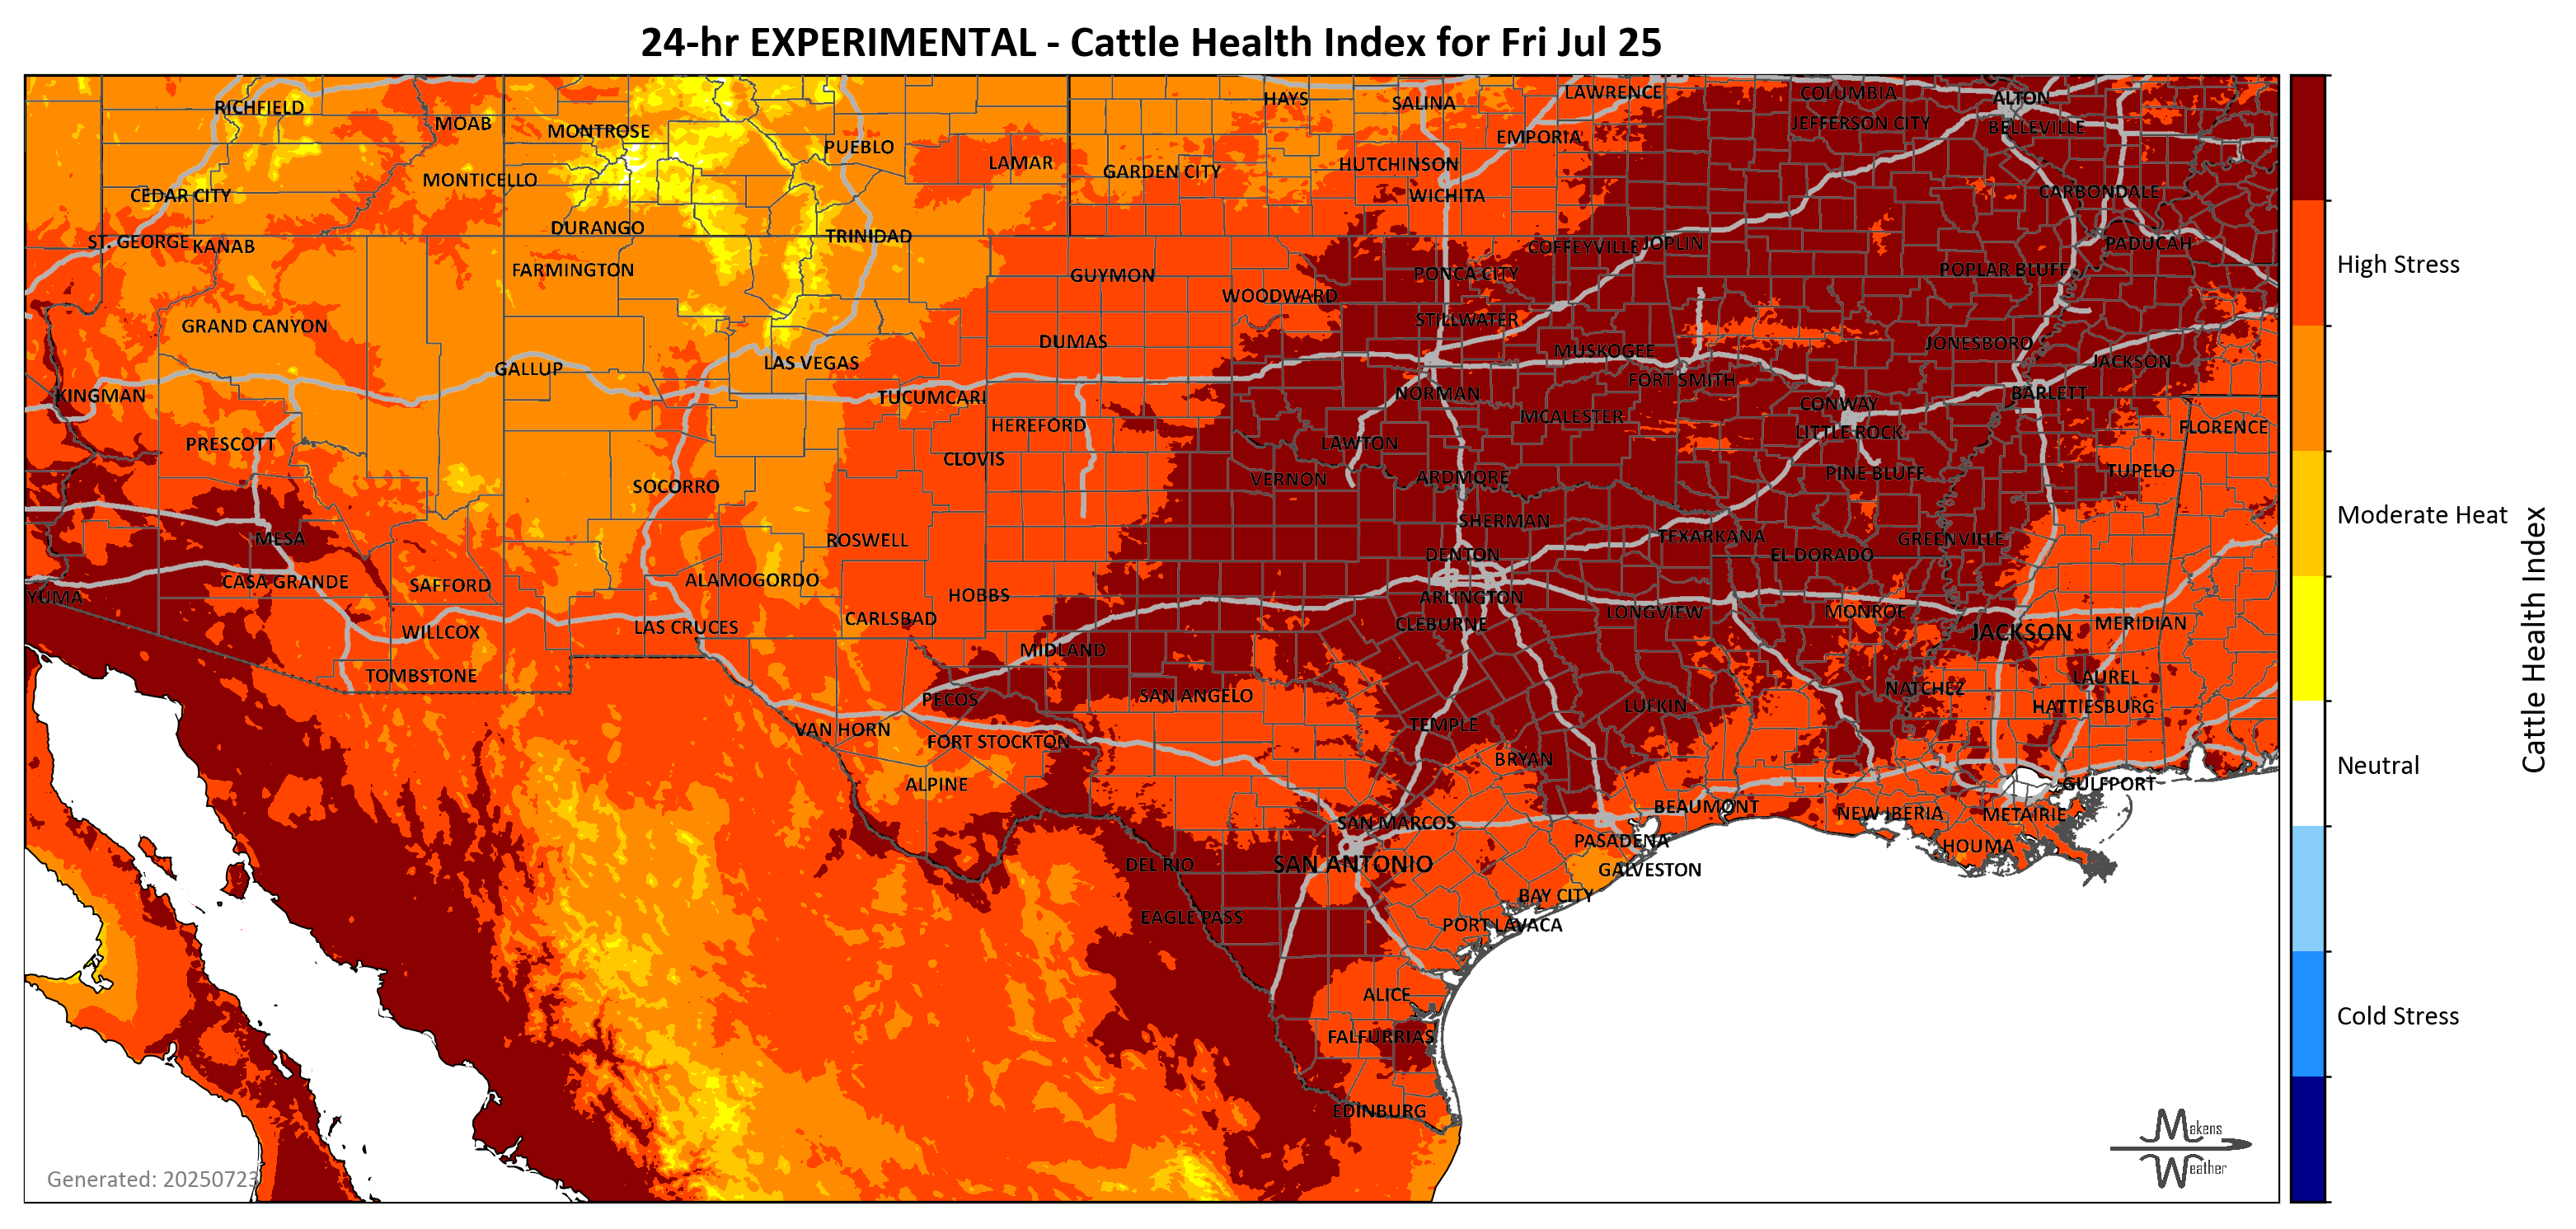 24-hr EXPERIMENTAL - Cattle Health Index for Fri Jul 25
RICHFIELD
MOAB
MONTROSE
PUEBLO
LAMAR
HAYS
SALINA
LAWRENCE
COLUMBIA
ALTON
JEFFERSON CITY
BELLEVILLE
EMPORIA
HUTCHINSON
GARDEN CITY
WICHITA
CARBONDALE
CEDAR CITY
MONTICELLO
DURANGO
TRINIDAD
ST. GEORGE
KANAB
FARMINGTON
GUYMON
WOODWARD
PONCA CITY
COFFEYVILLE
JOPLIN
PADUCAH
POPLAR BLUFF
High Stress
GRAND CANYON
DUMAS
STILLWATER
MUSKOGEE
JONESBORO
JACKSON
GALLUP
LAS VEGAS
FORT SMITH
KINGMAN
TUCUMCARI
NORMAN
BARLETT
CONWAY
MCALESTER
HEREFORD
FLORENCE
LITTLE ROCK
PRESCOTT
LAWTON
CLOVIS
TUPELO
PINE BLUFF
VERNON
ARDMORE
SOCORRO
Moderate Heat
SHERMAN
TEXARKANA
GREENVILLE
MESA
ROSWELL
DENTON
EL DORADO
CASA GRANDE
SAFFORD
ALAMOGORDO
HOBBS
YUMA
ARLINGTON
LONGVIEW
MONROE
CARLSBAD
CLEBURNE
MERIDIAN
WILLCOX
LAS CRUCES
JACKSON
MIDLAND
TOMBSTONE
LAUREL
NATCHEZ
SAN ANGELO
PECOS
LUFKIN
HATTIESBURG
TEMPLE
VAN HORN
FORT STOCKTON
BRYAN
Neutral
ALPINE
GULFPORT
BEAUMONT
NEW IBERIA
METAIRIE
SAN MARCOS
PASADENA
HOUMA
DEL RIO
SAN ANTONIO
GALVESTON
BAY CITY
EAGLE PASS
PORT LAVACA
ALICE
Cold Stress
FALFURRIAS
EDINBURG
Cattle Health Index
Makens
Weather
Generated: 20250723